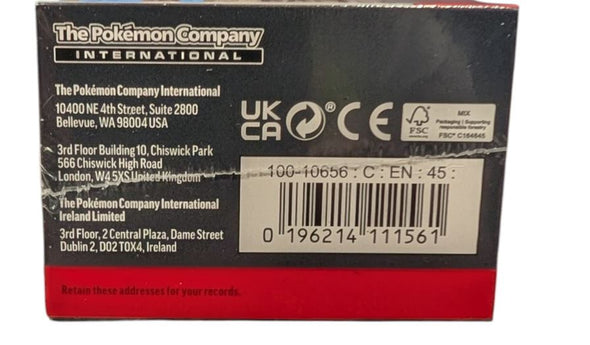 The Pokémon Company
INTERNATIONAL
The Pokémon Company International
10400 NE 4th Street, Suite 2800
Bellevue, WA 98004 USA
3rd Floor Building 10, Chiswick Park
566 Chiswick High Road
London, W4 5XS United Kingdom
The Pokémon Company International
Ireland Limited
3rd Floor, 2 Central Plaza, Dame Street
Dublin 2, D02 T0X4, Ireland
Retain these addresses for your records.
UK
CA
®
CE
FSC
MIX
Packaging | Supporting
responsible forestry
FSC® C164645
100-10656 : C : EN : 45 :
0 196214 111561